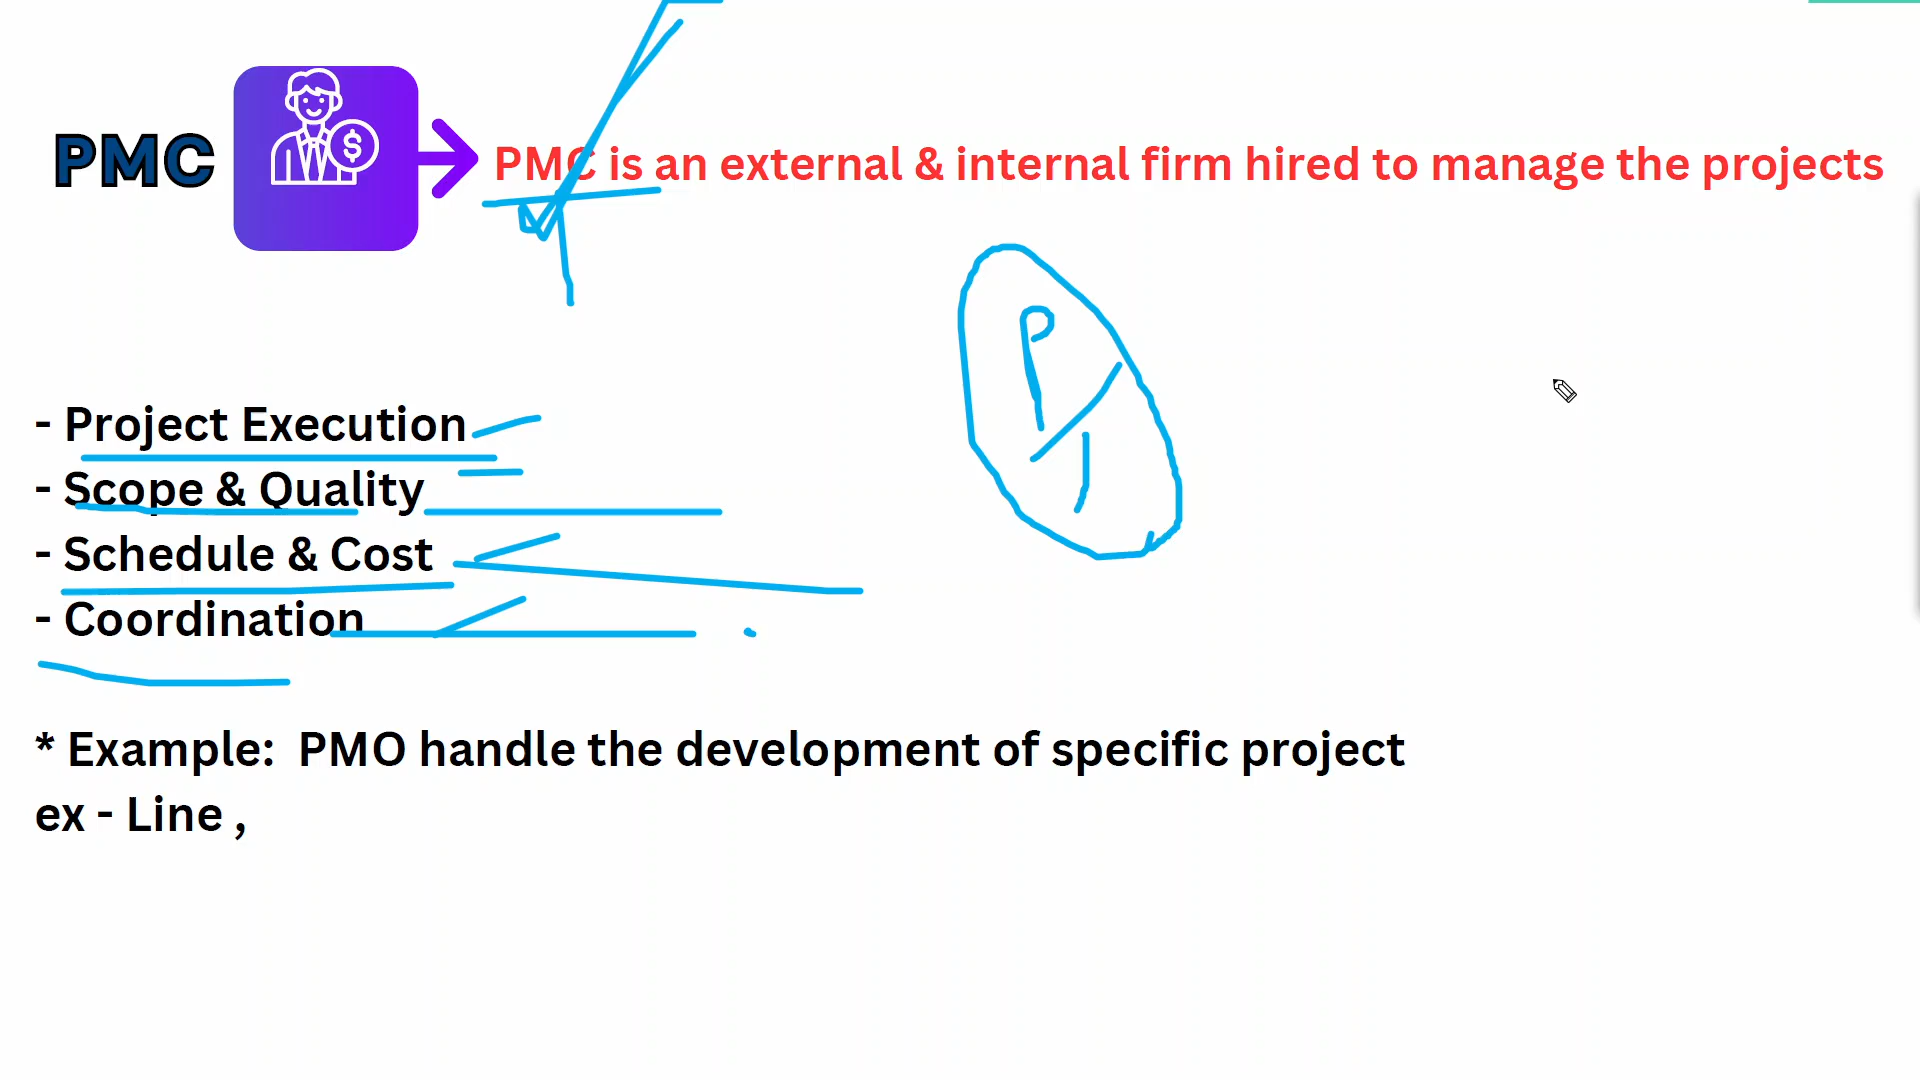 PMC
$
PMC is an external & internal firm hired to manage the projects
P
1
- Project Execution
- Scope & Quality
- Schedule & Cost
- Coordination
* Example: PMO handle the development of specific project
ex - Line ,